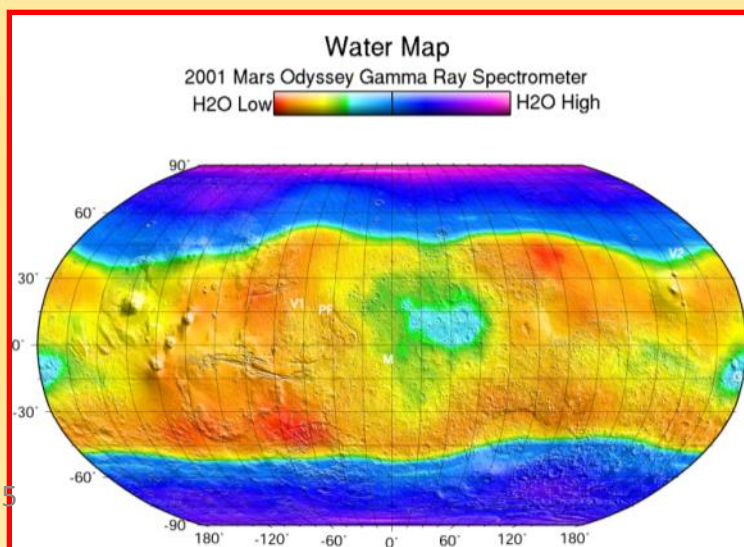 Water Map
2001 Mars Odyssey Gamma Ray Spectrometer
H2O Low H2O High
90°
60°
V2
30°
V1 PF
0°
M
-30°
-60°
5
-90
180° -120° -60° 0° 60° 120° 180°